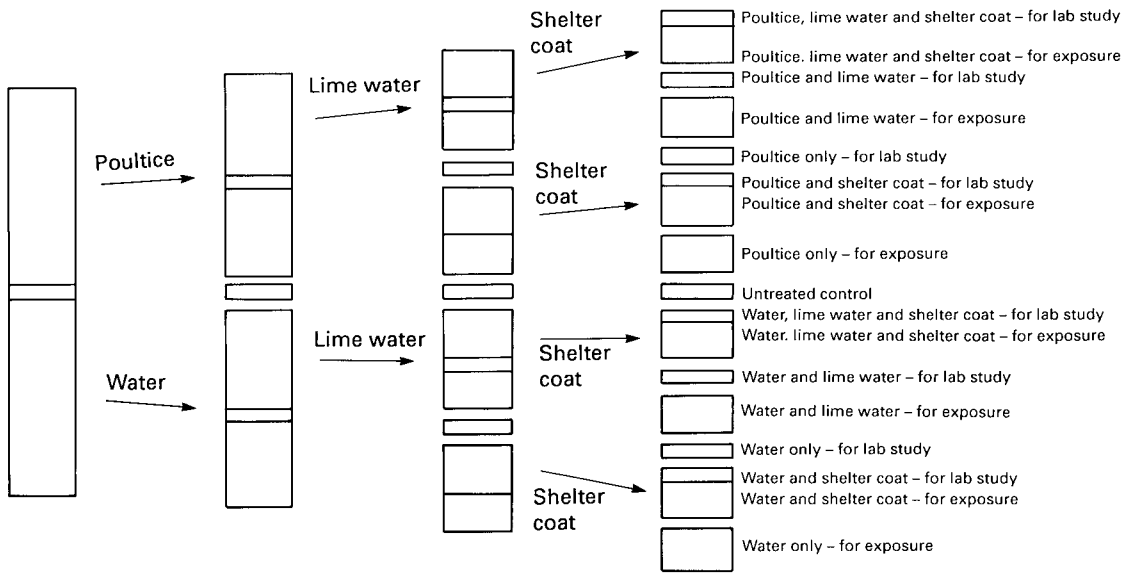 Poultice
Water
Lime water
Lime water
Shelter
coat
Shelter
coat
Shelter
coat
Shelter
coat
Poultice, lime water and shelter coat – for lab study
Poultice. lime water and shelter coat – for exposure
Poultice and lime water – for lab study
Poultice and lime water – for exposure
Poultice only – for lab study
Poultice and shelter coat – for lab study
Poultice and shelter coat – for exposure
Poultice only – for exposure
Untreated control
Water, lime water and shelter coat – for lab study
Water. lime water and shelter coat – for exposure
Water and lime water – for lab study
Water and lime water – for exposure
Water only – for lab study
Water and shelter coat – for lab study
Water and shelter coat – for exposure
Water only – for exposure